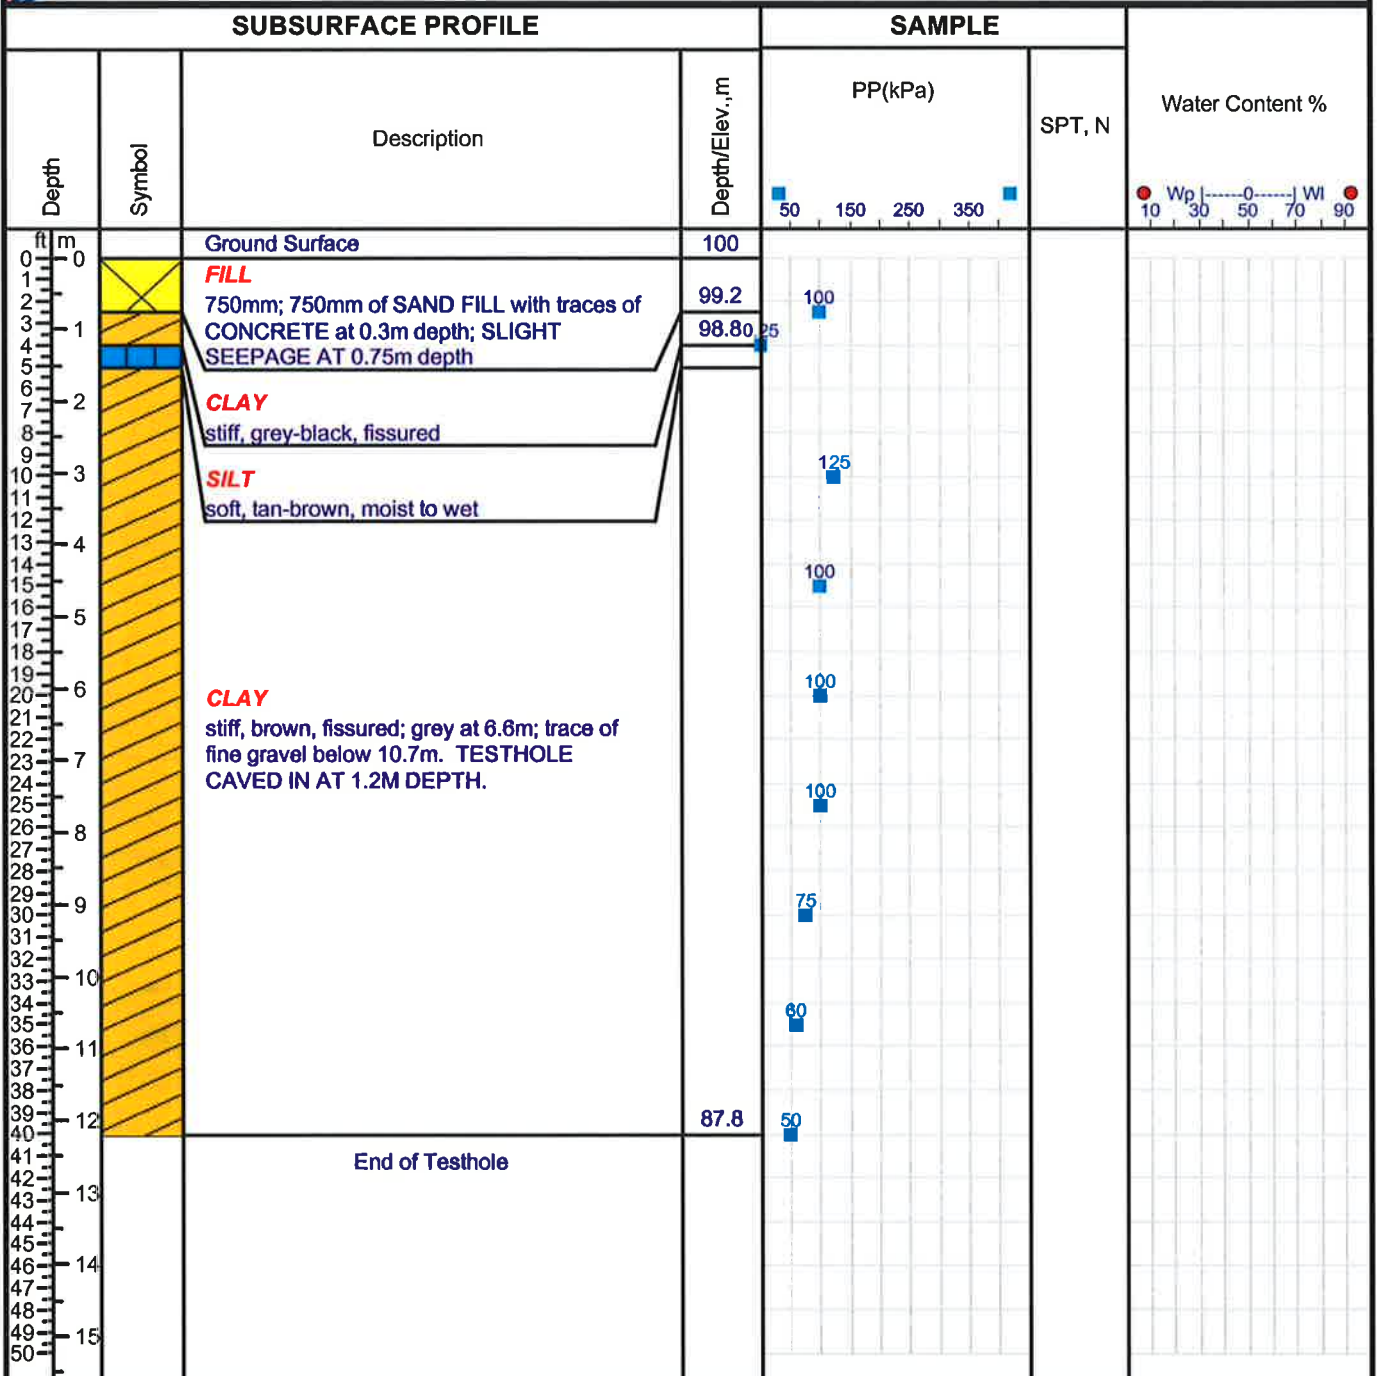 SUBSURFACE PROFILE
SAMPLE
Depth
Symbol
Description
Depth/Elev.,m
PP(kPa)
SPT, N
Water Content %
50 150 250 350
Wp |------0------| Wl
10 30 50 70 90
ft m
Ground Surface
100
FILL
750mm; 750mm of SAND FILL with traces of
CONCRETE at 0.3m depth; SLIGHT
SEEPAGE AT 0.75m depth
99.2
98.8
CLAY
stiff, grey-black, fissured
SILT
soft, tan-brown, moist to wet
CLAY
stiff, brown, fissured; grey at 6.6m; trace of
fine gravel below 10.7m. TESTHOLE
CAVED IN AT 1.2M DEPTH.
87.8
End of Testhole
0
1
2
3
4
5
6
7
8
9
10
11
12
13
14
15
16
17
18
19
20
21
22
23
24
25
26
27
28
29
30
31
32
33
34
35
36
37
38
39
40
41
42
43
44
45
46
47
48
49
50
0
1
2
3
4
5
6
7
8
9
10
11
12
13
14
15
100
0.25
125
100
100
100
75
60
50